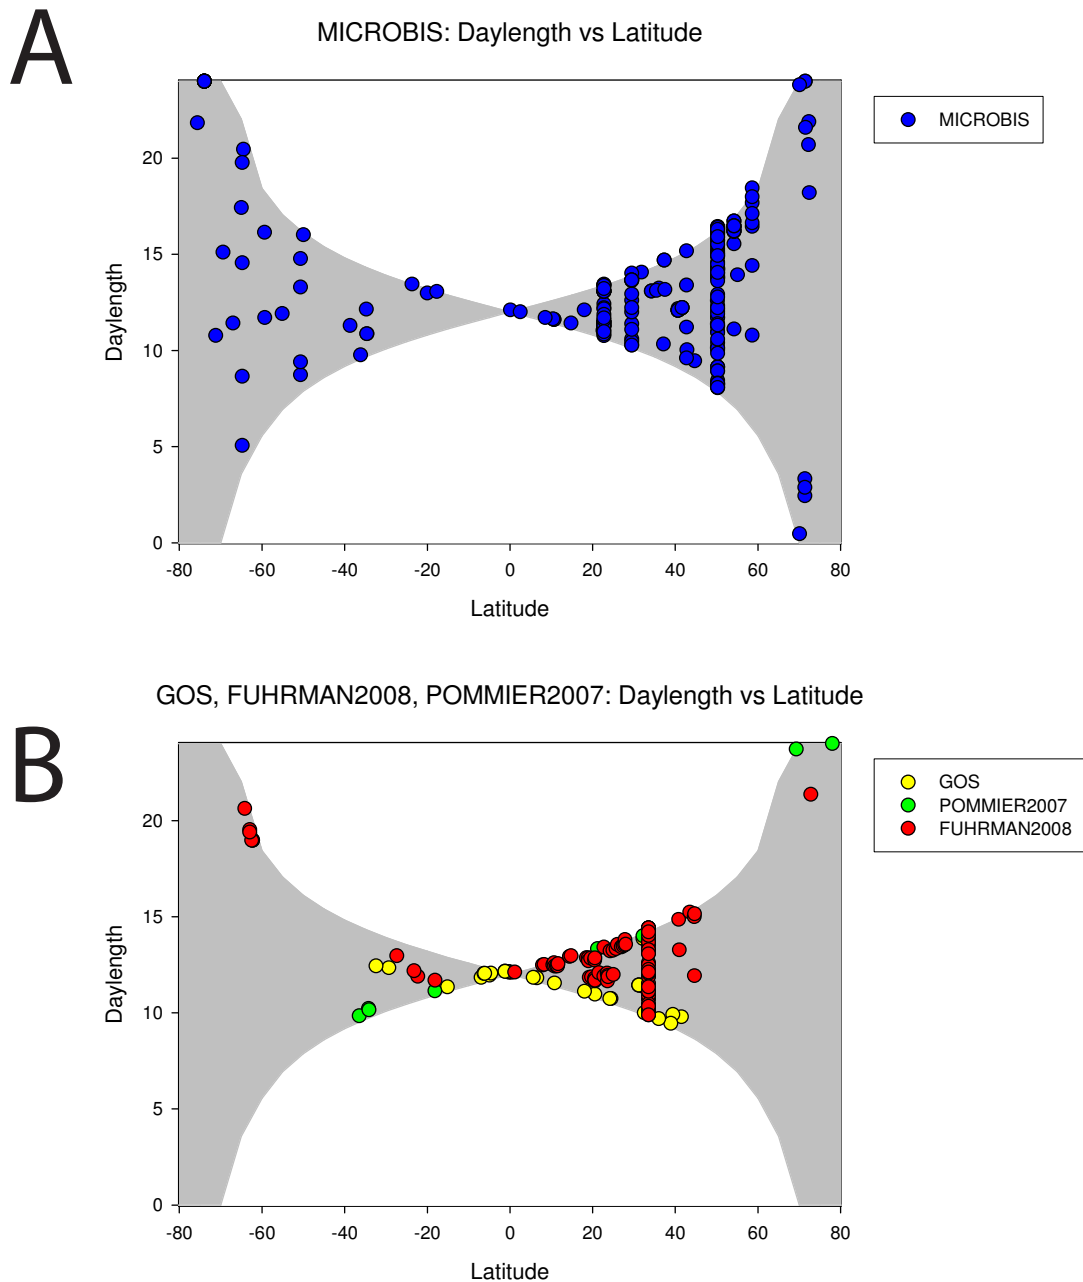 A
MICROBIS: Daylength vs Latitude
MICROBIS
Daylength
20
15
10
5
0
-80 -60 -40 -20 0 20 40 60 80
Latitude
B
GOS, FUHRMAN2008, POMMIER2007: Daylength vs Latitude
GOS
POMMIER2007
FUHRMAN2008
Daylength
20
15
10
5
0
-80 -60 -40 -20 0 20 40 60 80
Latitude